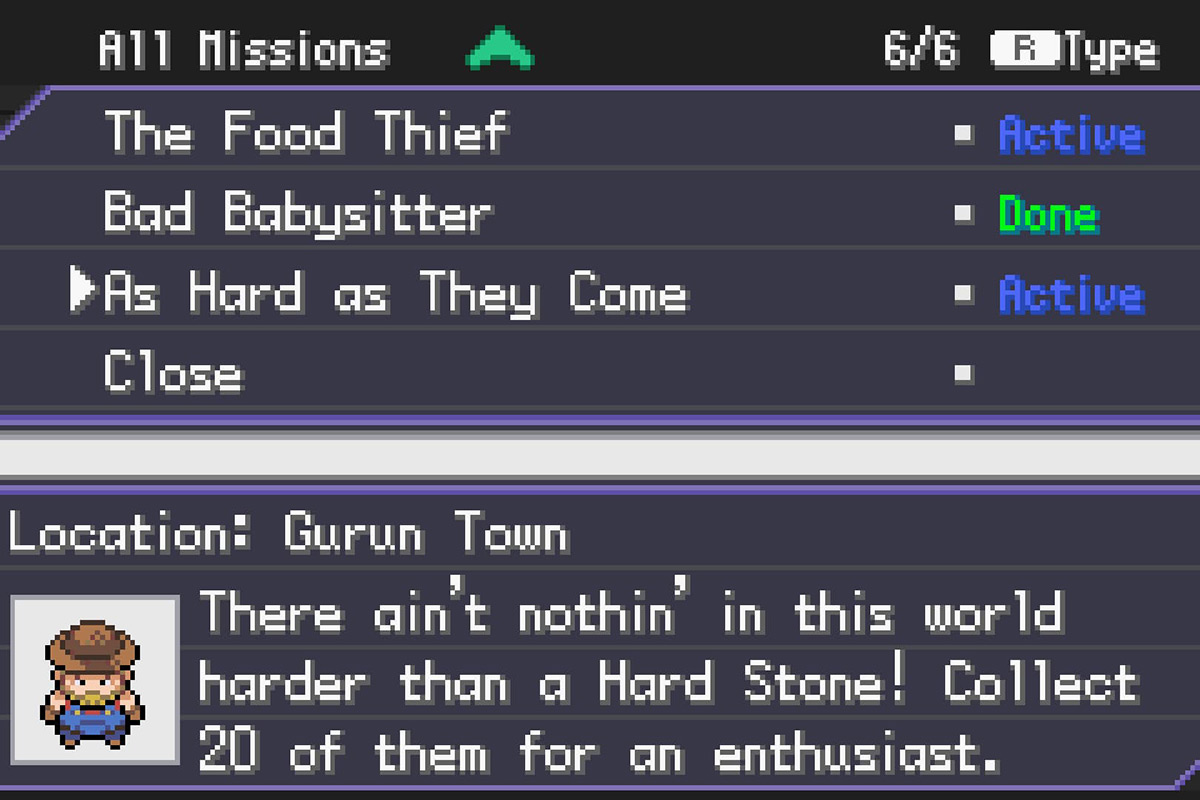 All Missions 6/6 R Type
The Food Thief Active
Bad Babysitter Done
As Hard as They Come Active
Close
Location: Gurun Town
There ain't nothin' in this world
harder than a Hard Stone! Collect
20 of them for an enthusiast.